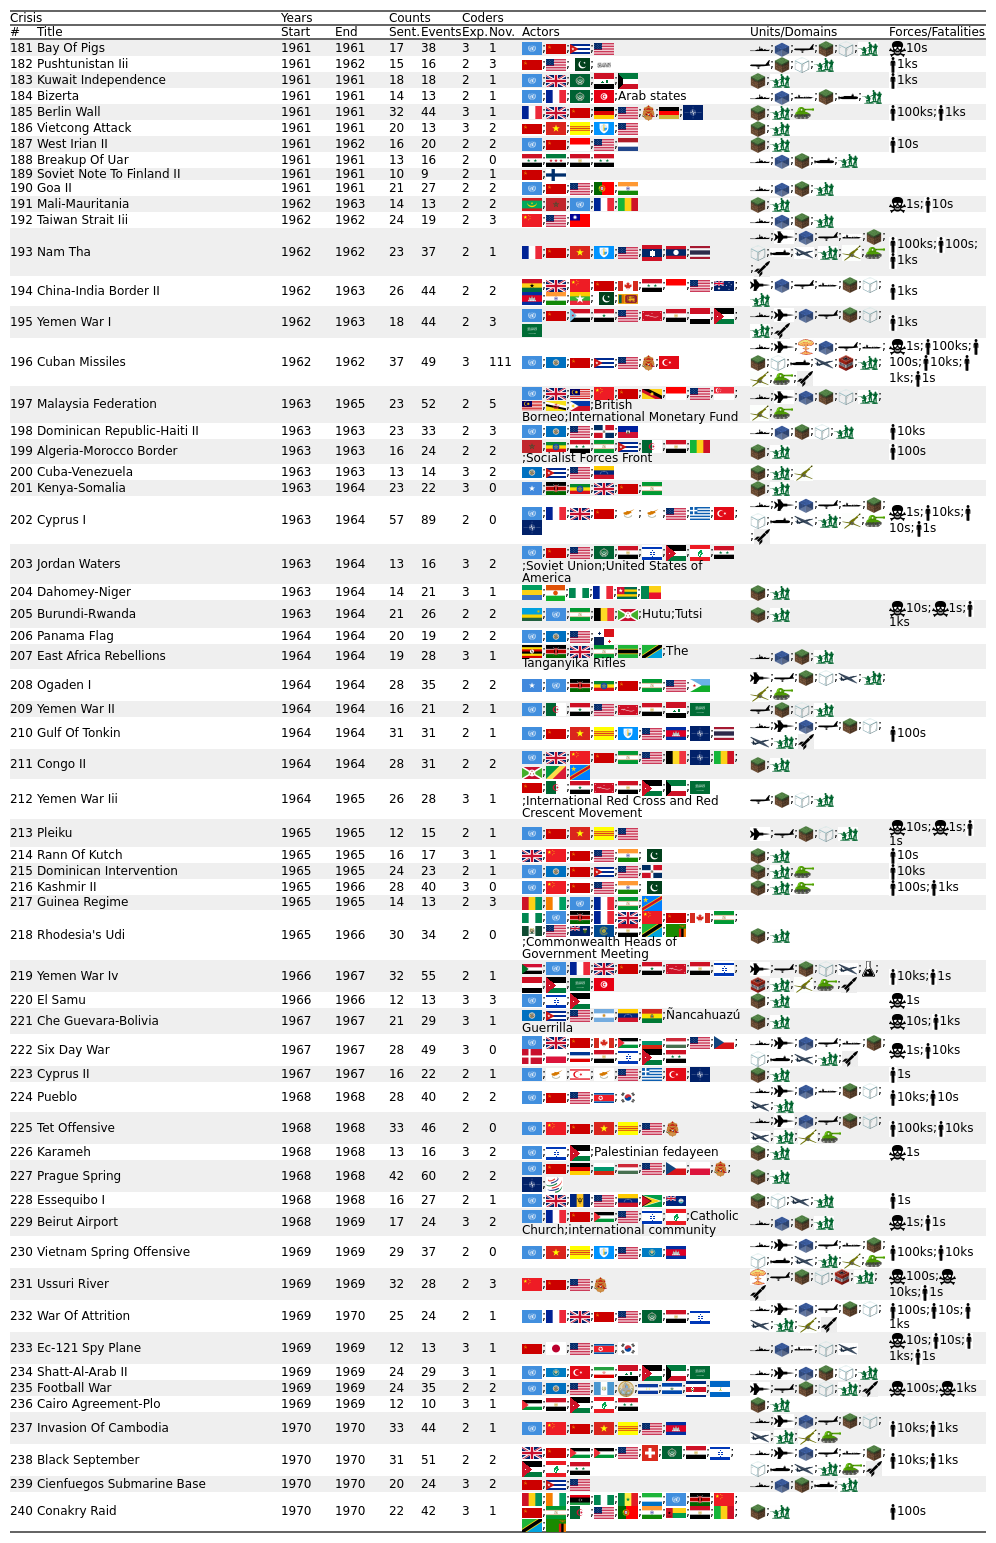 Crisis Years Counts Coders
# Title Start End Sent. Events Exp. Nov. Actors Units/Domains Forces/Fatalities
181 Bay Of Pigs 1961 1961 17 38 3 1 ; ; ; ; ; ; ; ; 10s
182 Pushtunistan Iii 1961 1962 15 16 2 3 ; ; ; ; ; ; 1ks
183 Kuwait Independence 1961 1961 18 18 2 1 ; ; ; ; 1ks
184 Bizerta 1961 1961 14 13 2 1 ; ; ; ;Arab states ; ; ; ; ;
185 Berlin Wall 1961 1961 32 44 3 1 ; ; ; ; ; ; ; ; ; 100ks; 1ks
186 Vietcong Attack 1961 1961 20 13 3 2 ; ; ; ; ;
187 West Irian II 1961 1962 16 20 2 2 ; ; ; ; ; 10s
188 Breakup Of Uar 1961 1961 13 16 2 0 ; ; ; ; ; ; ;
189 Soviet Note To Finland II 1961 1961 10 9 2 1 ;
190 Goa II 1961 1961 21 27 2 2 ; ; ; ; ; ; ;
191 Mali-Mauritania 1962 1963 14 13 2 2 ; ; ; ; ; 1s; 10s
192 Taiwan Strait Iii 1962 1962 24 19 2 3 ; ; ; ; ;
193 Nam Tha 1962 1962 23 37 2 1 100ks; 100s;
1ks
194 China-India Border II 1962 1963 26 44 2 2 1ks
195 Yemen War I 1962 1963 18 44 2 3 1ks
196 Cuban Missiles 1962 1962 37 49 3 111 1s; 100ks;
100s; 10ks;
1ks; 1s
197 Malaysia Federation 1963 1965 23 52 2 5 ;British
Borneo;International Monetary Fund
198 Dominican Republic-Haiti II 1963 1963 23 33 2 3 10ks
199 Algeria-Morocco Border 1963 1963 16 24 2 2 100s
;Socialist Forces Front
200 Cuba-Venezuela 1963 1963 13 14 3 2
201 Kenya-Somalia 1963 1964 23 22 3 0
202 Cyprus I 1963 1964 57 89 2 0 1s; 10ks;
10s; 1s
203 Jordan Waters 1963 1964 13 16 3 2
;Soviet Union;United States of
America
204 Dahomey-Niger 1963 1964 14 21 3 1
205 Burundi-Rwanda 1963 1964 21 26 2 2 ;Hutu;Tutsi 10s; 1s;
1ks
206 Panama Flag 1964 1964 20 19 2 2
207 East Africa Rebellions 1964 1964 19 28 3 1 ;The
Tanganyika Rifles
208 Ogaden I 1964 1964 28 35 2 2
209 Yemen War II 1964 1964 16 21 2 1
210 Gulf Of Tonkin 1964 1964 31 31 2 1 100s
211 Congo II 1964 1964 28 31 2 2
212 Yemen War Iii 1964 1965 26 28 3 1
;International Red Cross and Red
Crescent Movement
213 Pleiku 1965 1965 12 15 2 1 10s; 1s;
1s
214 Rann Of Kutch 1965 1965 16 17 3 1 10s
215 Dominican Intervention 1965 1965 24 23 2 1 10ks
216 Kashmir II 1965 1966 28 40 3 0 100s; 1ks
217 Guinea Regime 1965 1965 14 13 2 3
218 Rhodesia's Udi 1965 1966 30 34 2 0
;Commonwealth Heads of
Government Meeting
219 Yemen War Iv 1966 1967 32 55 2 1 10ks; 1s
220 El Samu 1966 1966 12 13 3 3 1s
221 Che Guevara-Bolivia 1967 1967 21 29 3 1 ;Ñancahuazú 10s; 1ks
Guerrilla
222 Six Day War 1967 1967 28 49 3 0 1s; 10ks
223 Cyprus II 1967 1967 16 22 2 1 1s
224 Pueblo 1968 1968 28 40 2 2 10ks; 10s
225 Tet Offensive 1968 1968 33 46 2 0 100ks; 10ks
226 Karameh 1968 1968 13 16 3 2 ;Palestinian fedayeen 1s
227 Prague Spring 1968 1968 42 60 2 2
228 Essequibo I 1968 1968 16 27 2 1 1s
229 Beirut Airport 1968 1969 17 24 3 2 ;Catholic 1s; 1s
Church;international community
230 Vietnam Spring Offensive 1969 1969 29 37 2 0 100ks; 10ks
231 Ussuri River 1969 1969 32 28 2 3 100s;
10ks; 1s
232 War Of Attrition 1969 1970 25 24 2 1 100s; 10s;
1ks
233 Ec-121 Spy Plane 1969 1969 12 13 3 1 10s; 10s;
1ks; 1s
234 Shatt-Al-Arab II 1969 1969 24 29 3 1
235 Football War 1969 1969 24 35 2 2 100s; 1ks
236 Cairo Agreement-Plo 1969 1969 12 10 3 1
237 Invasion Of Cambodia 1970 1970 33 44 2 1 10ks; 1ks
238 Black September 1970 1970 31 51 2 2 10ks; 1ks
239 Cienfuegos Submarine Base 1970 1970 20 24 3 2
240 Conakry Raid 1970 1970 22 42 3 1 100s